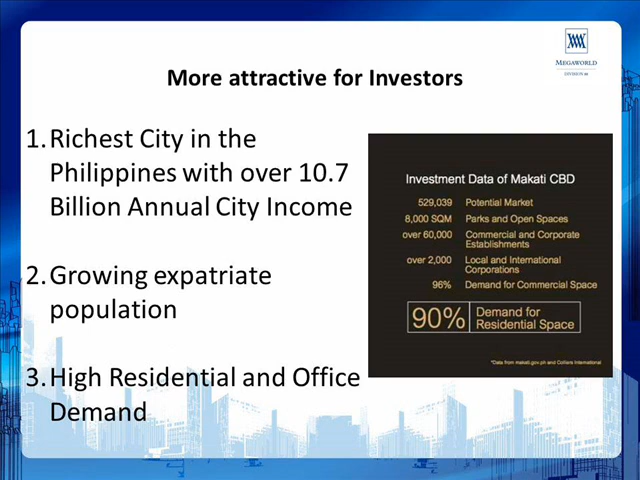 MEGAWORLD
DIVISION
More attractive for Investors
1. Richest City in the
Philippines with over 10.7
Billion Annual City Income
2. Growing expatriate
population
3. High Residential and Office
Demand
Investment Data of Makati CBD
529,039 Potential Market
8,000 SQM Parks and Open Spaces
over 60,000 Commercial and Corporate
Establishments
over 2,000 Local and International
Corporations
96% Demand for Commercial Space
90% Demand for
Residential Space
*Data from makati.gov.ph and Colliers International